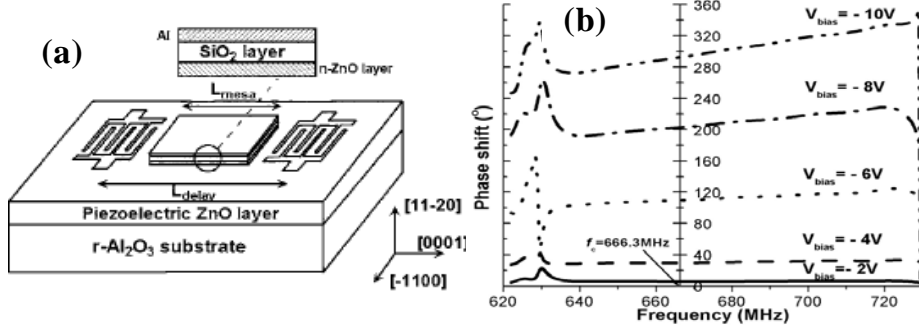 (a)
Al
SiO2 layer
n-ZnO layer
Lmesa
Ldelay
Piezoelectric ZnO layer
r-Al2O3 substrate
[11-20]
[0001]
[-1100]
(b)
Phase shift (°)
360
320
280
240
200
160
120
80
40
0
Vbias= - 10V
Vbias= - 8V
Vbias= - 6V
Vbias= - 4V
Vbias= - 2V
fc=666.3MHz
620 640 660 680 700 720
Frequency (MHz)